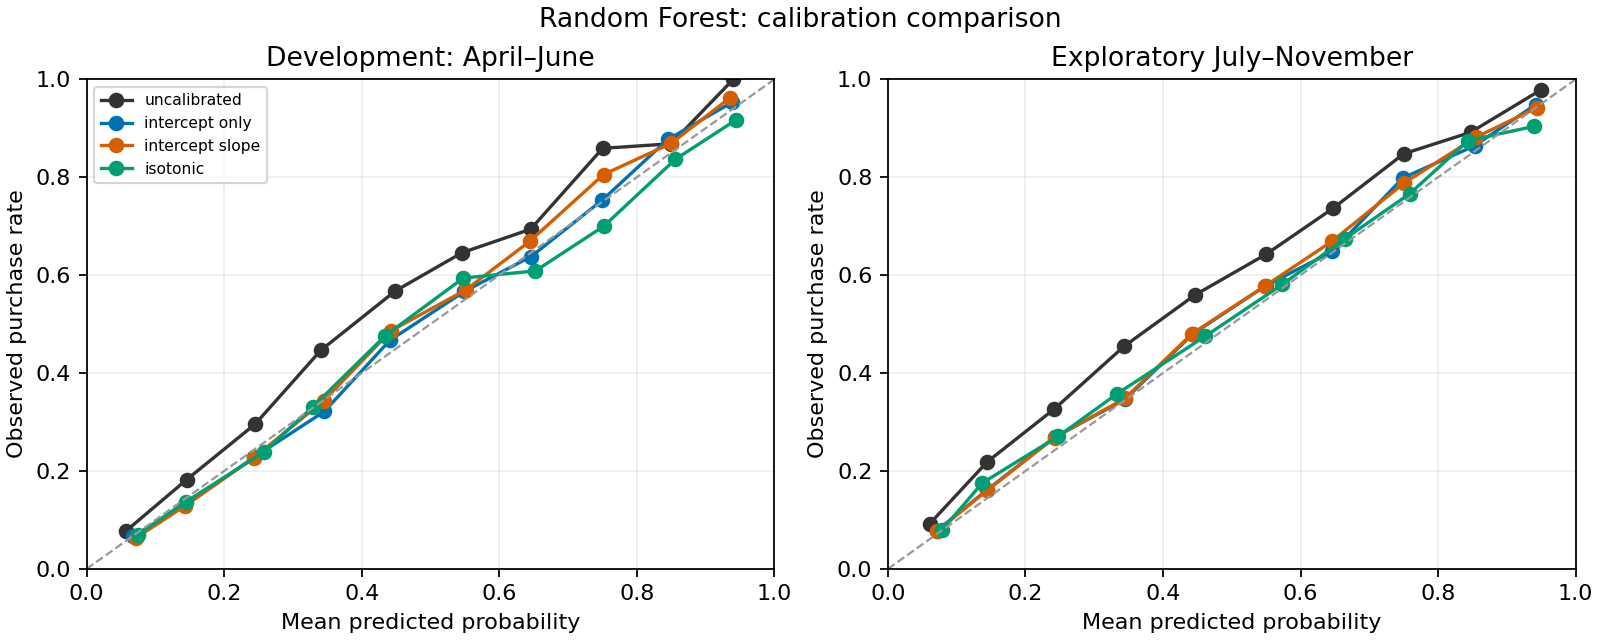 Random Forest: calibration comparison
Development: April–June
Exploratory July–November
1.0
0.8
0.6
0.4
0.2
0.0
Observed purchase rate
uncalibrated
intercept only
intercept slope
isotonic
0.0 0.2 0.4 0.6 0.8 1.0
Mean predicted probability
1.0
0.8
0.6
0.4
0.2
0.0
Observed purchase rate
0.0 0.2 0.4 0.6 0.8 1.0
Mean predicted probability